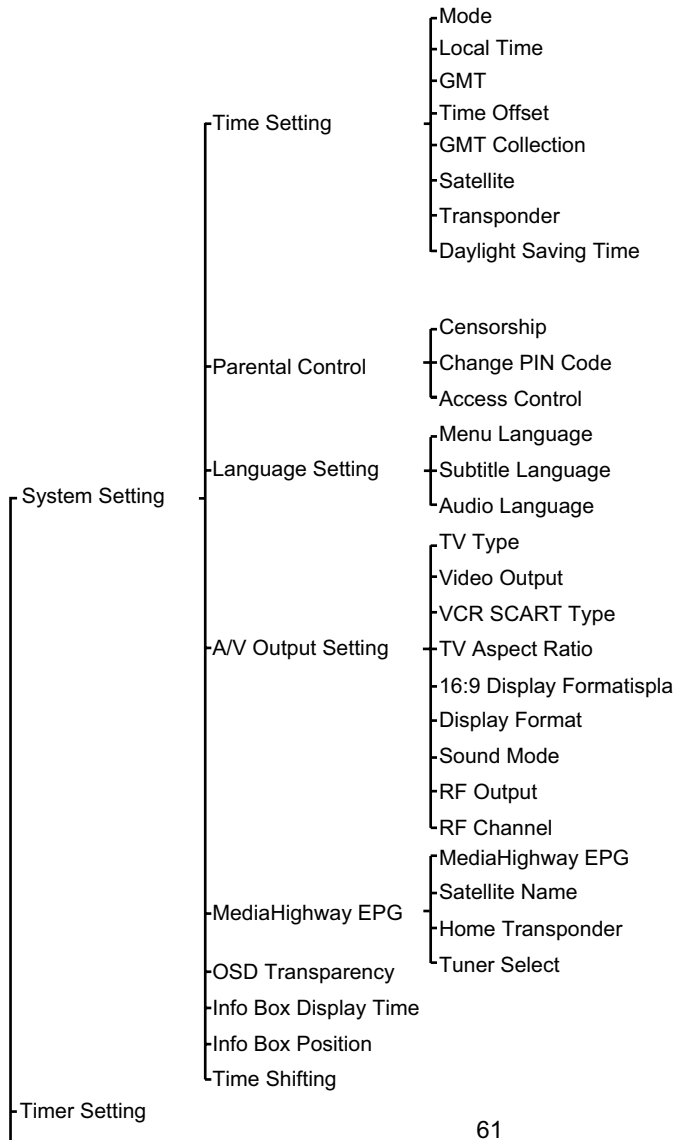 Mode
Local Time
GMT
Time Setting
Time Offset
GMT Collection
Satellite
Transponder
Daylight Saving Time
Censorship
Parental Control
Change PIN Code
Access Control
Menu Language
Language Setting
Subtitle Language
System Setting
Audio Language
TV Type
Video Output
VCR SCART Type
A/V Output Setting
TV Aspect Ratio
16:9 Display Formatispla
Display Format
Sound Mode
RF Output
RF Channel
MediaHighway EPG
Satellite Name
MediaHighway EPG
Home Transponder
Tuner Select
OSD Transparency
Info Box Display Time
Info Box Position
Time Shifting
Timer Setting
61